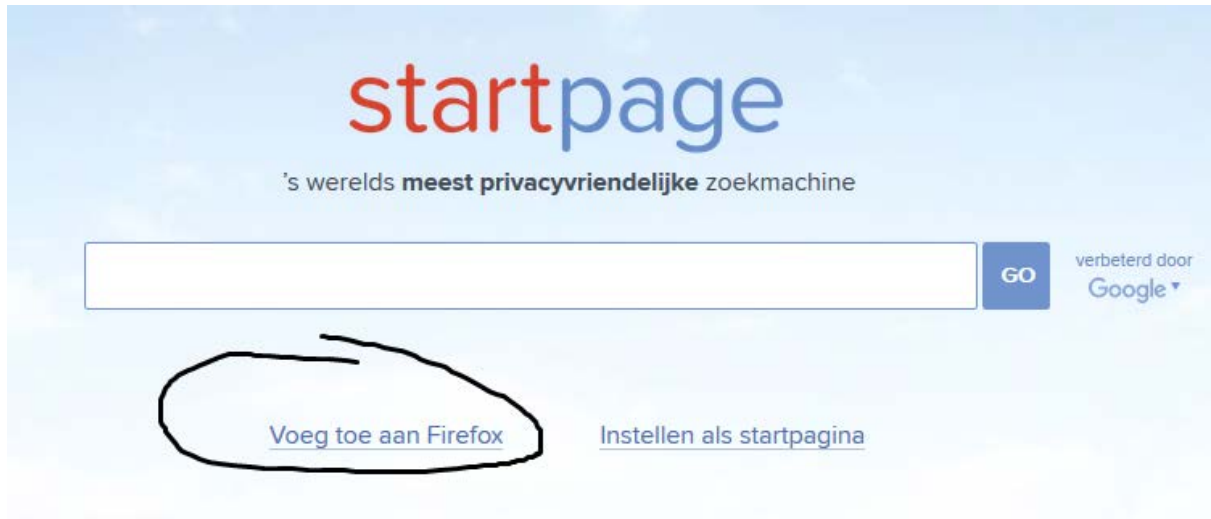 startpage
's werelds meest privacyvriendelijke zoekmachine
GO
verbeterd door
Google
Voeg toe aan Firefox
Instellen als startpagina